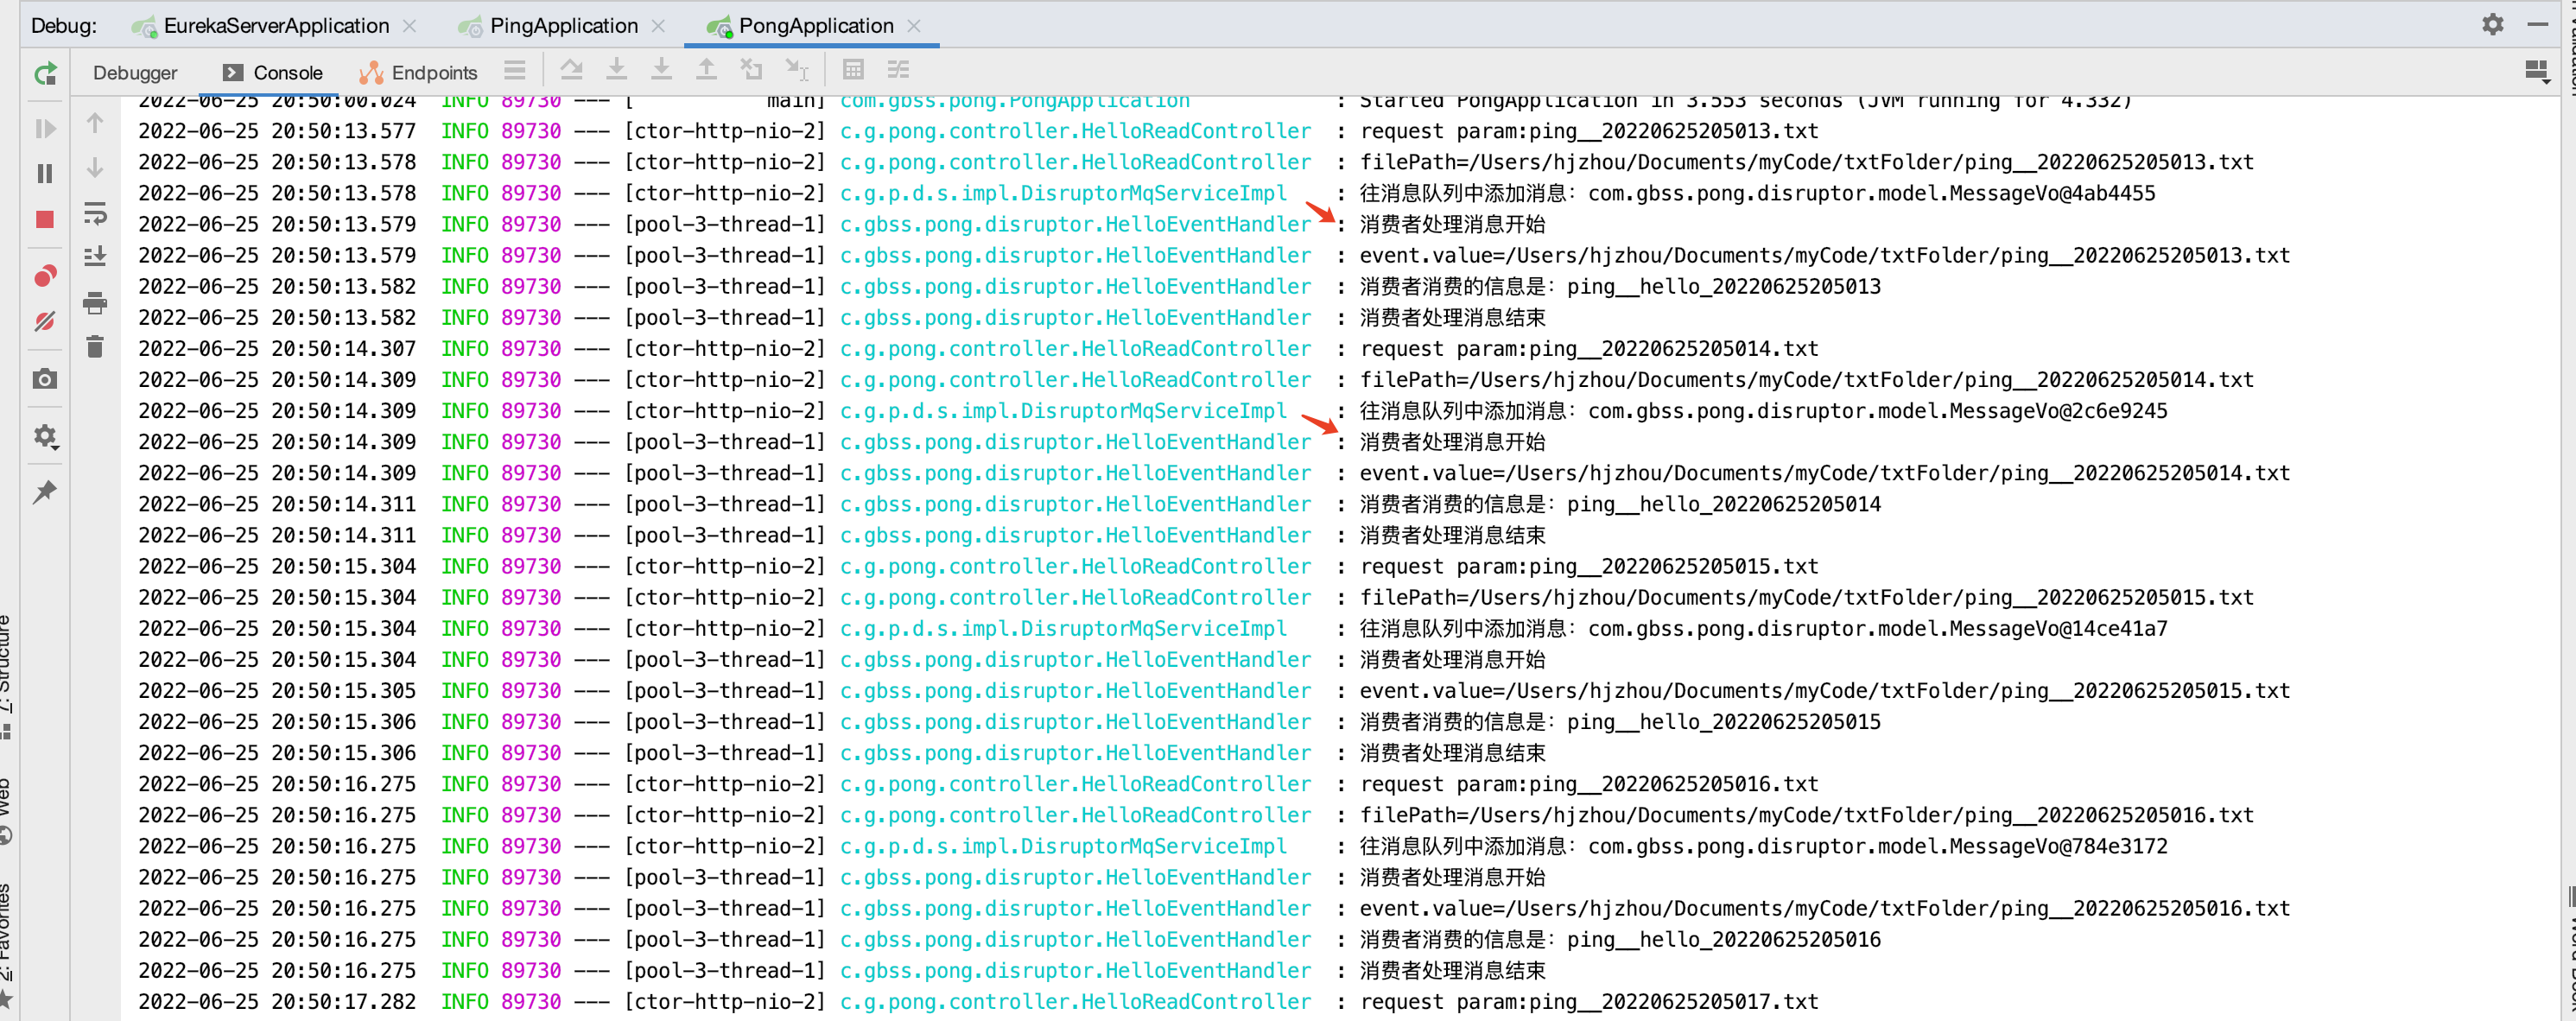 Debug: EurekaServerApplication PingApplication PongApplication
Debugger Console Endpoints
2022-06-25 20:50:00.024 INFO 89730 --- [ main] com.gbss.pong.PongApplication : Started PongApplication in 3.553 seconds (JVM running for 4.332)
2022-06-25 20:50:13.577 INFO 89730 --- [ctor-http-nio-2] c.g.pong.controller.HelloReadController : request param:ping__20220625205013.txt
2022-06-25 20:50:13.578 INFO 89730 --- [ctor-http-nio-2] c.g.pong.controller.HelloReadController : filePath=/Users/hjzhou/Documents/myCode/txtFolder/ping__20220625205013.txt
2022-06-25 20:50:13.578 INFO 89730 --- [ctor-http-nio-2] c.g.p.d.s.impl.DisruptorMqServiceImpl : 往消息队列中添加消息：com.gbss.pong.disruptor.model.MessageVo@4ab4455
2022-06-25 20:50:13.579 INFO 89730 --- [pool-3-thread-1] c.gbss.pong.disruptor.HelloEventHandler : 消费者处理消息开始
2022-06-25 20:50:13.579 INFO 89730 --- [pool-3-thread-1] c.gbss.pong.disruptor.HelloEventHandler : event.value=/Users/hjzhou/Documents/myCode/txtFolder/ping__20220625205013.txt
2022-06-25 20:50:13.582 INFO 89730 --- [pool-3-thread-1] c.gbss.pong.disruptor.HelloEventHandler : 消费者消费的信息是：ping__hello_20220625205013
2022-06-25 20:50:13.582 INFO 89730 --- [pool-3-thread-1] c.gbss.pong.disruptor.HelloEventHandler : 消费者处理消息结束
2022-06-25 20:50:14.307 INFO 89730 --- [ctor-http-nio-2] c.g.pong.controller.HelloReadController : request param:ping__20220625205014.txt
2022-06-25 20:50:14.309 INFO 89730 --- [ctor-http-nio-2] c.g.pong.controller.HelloReadController : filePath=/Users/hjzhou/Documents/myCode/txtFolder/ping__20220625205014.txt
2022-06-25 20:50:14.309 INFO 89730 --- [ctor-http-nio-2] c.g.p.d.s.impl.DisruptorMqServiceImpl : 往消息队列中添加消息：com.gbss.pong.disruptor.model.MessageVo@2c6e9245
2022-06-25 20:50:14.309 INFO 89730 --- [pool-3-thread-1] c.gbss.pong.disruptor.HelloEventHandler : 消费者处理消息开始
2022-06-25 20:50:14.309 INFO 89730 --- [pool-3-thread-1] c.gbss.pong.disruptor.HelloEventHandler : event.value=/Users/hjzhou/Documents/myCode/txtFolder/ping__20220625205014.txt
2022-06-25 20:50:14.311 INFO 89730 --- [pool-3-thread-1] c.gbss.pong.disruptor.HelloEventHandler : 消费者消费的信息是：ping__hello_20220625205014
2022-06-25 20:50:14.311 INFO 89730 --- [pool-3-thread-1] c.gbss.pong.disruptor.HelloEventHandler : 消费者处理消息结束
2022-06-25 20:50:15.304 INFO 89730 --- [ctor-http-nio-2] c.g.pong.controller.HelloReadController : request param:ping__20220625205015.txt
2022-06-25 20:50:15.304 INFO 89730 --- [ctor-http-nio-2] c.g.pong.controller.HelloReadController : filePath=/Users/hjzhou/Documents/myCode/txtFolder/ping__20220625205015.txt
2022-06-25 20:50:15.304 INFO 89730 --- [ctor-http-nio-2] c.g.p.d.s.impl.DisruptorMqServiceImpl : 往消息队列中添加消息：com.gbss.pong.disruptor.model.MessageVo@14ce41a7
2022-06-25 20:50:15.304 INFO 89730 --- [pool-3-thread-1] c.gbss.pong.disruptor.HelloEventHandler : 消费者处理消息开始
2022-06-25 20:50:15.305 INFO 89730 --- [pool-3-thread-1] c.gbss.pong.disruptor.HelloEventHandler : event.value=/Users/hjzhou/Documents/myCode/txtFolder/ping__20220625205015.txt
2022-06-25 20:50:15.306 INFO 89730 --- [pool-3-thread-1] c.gbss.pong.disruptor.HelloEventHandler : 消费者消费的信息是：ping__hello_20220625205015
2022-06-25 20:50:15.306 INFO 89730 --- [pool-3-thread-1] c.gbss.pong.disruptor.HelloEventHandler : 消费者处理消息结束
2022-06-25 20:50:16.275 INFO 89730 --- [ctor-http-nio-2] c.g.pong.controller.HelloReadController : request param:ping__20220625205016.txt
2022-06-25 20:50:16.275 INFO 89730 --- [ctor-http-nio-2] c.g.pong.controller.HelloReadController : filePath=/Users/hjzhou/Documents/myCode/txtFolder/ping__20220625205016.txt
2022-06-25 20:50:16.275 INFO 89730 --- [ctor-http-nio-2] c.g.p.d.s.impl.DisruptorMqServiceImpl : 往消息队列中添加消息：com.gbss.pong.disruptor.model.MessageVo@784e3172
2022-06-25 20:50:16.275 INFO 89730 --- [pool-3-thread-1] c.gbss.pong.disruptor.HelloEventHandler : 消费者处理消息开始
2022-06-25 20:50:16.275 INFO 89730 --- [pool-3-thread-1] c.gbss.pong.disruptor.HelloEventHandler : event.value=/Users/hjzhou/Documents/myCode/txtFolder/ping__20220625205016.txt
2022-06-25 20:50:16.275 INFO 89730 --- [pool-3-thread-1] c.gbss.pong.disruptor.HelloEventHandler : 消费者消费的信息是：ping__hello_20220625205016
2022-06-25 20:50:16.275 INFO 89730 --- [pool-3-thread-1] c.gbss.pong.disruptor.HelloEventHandler : 消费者处理消息结束
2022-06-25 20:50:17.282 INFO 89730 --- [ctor-http-nio-2] c.g.pong.controller.HelloReadController : request param:ping__20220625205017.txt
7: Structure
Web
2: Favorites